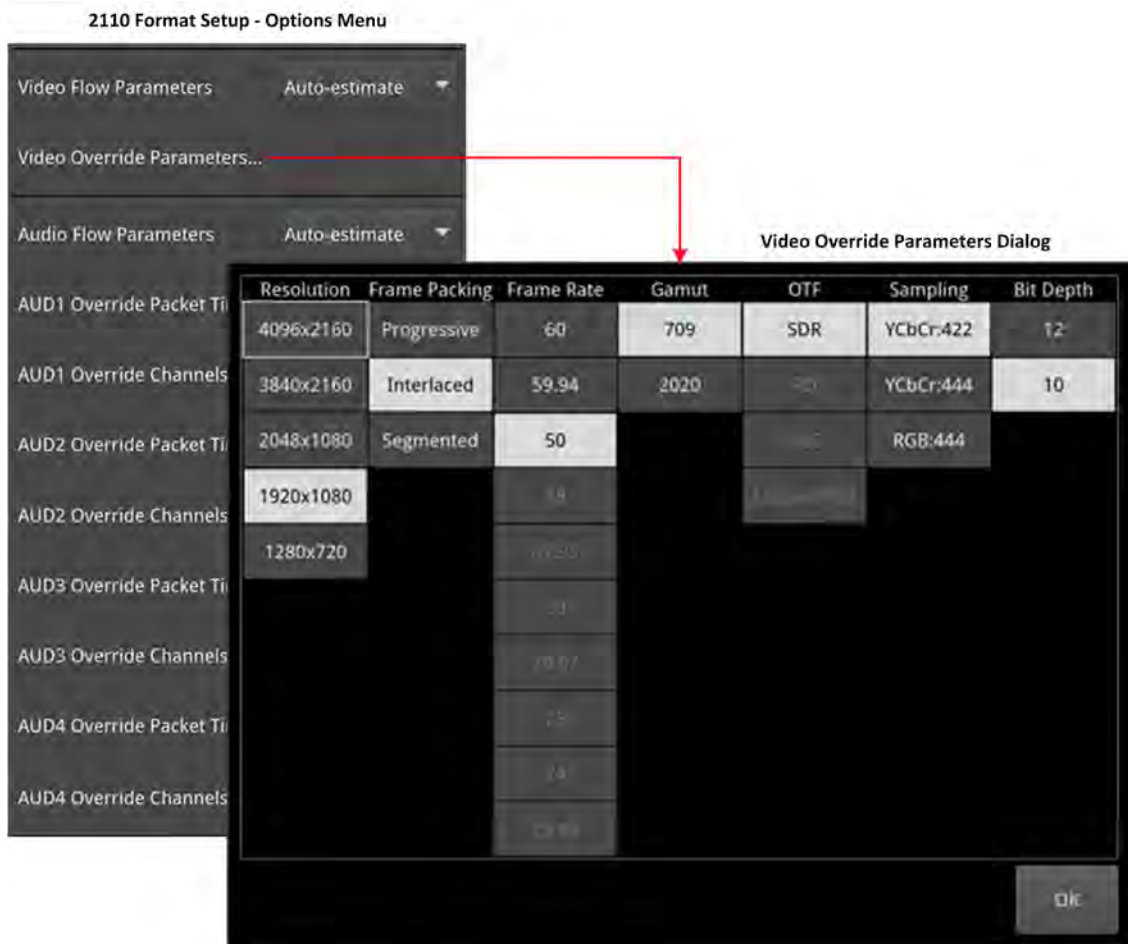 2110 Format Setup - Options Menu
Video Flow Parameters Auto-estimate
Video Override Parameters...
Audio Flow Parameters Auto-estimate
AUD1 Override Packet Ti
AUD1 Override Channels
AUD2 Override Packet Ti
AUD2 Override Channels
AUD3 Override Packet Ti
AUD3 Override Channels
AUD4 Override Packet Ti
AUD4 Override Channels
Video Override Parameters Dialog
Resolution Frame Packing Frame Rate Gamut OTF Sampling Bit Depth
4096x2160 Progressive 60 709 SDR YCbCr:422 12
3840x2160 Interlaced 59.94 2020 YCbCr:444 10
2048x1080 Segmented 50 RGB:444
1920x1080
1280x720
30
25
24
Ok